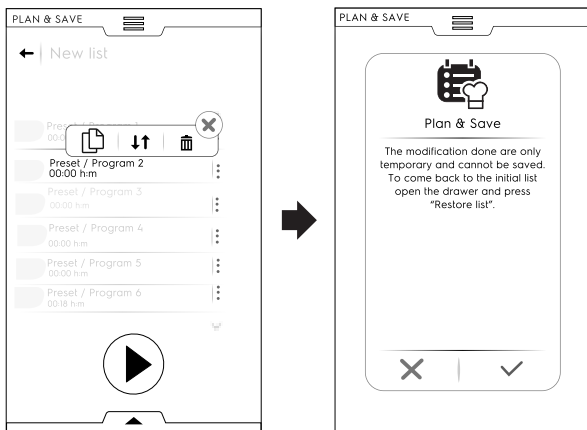 PLAN & SAVE
New list
Preset / Program 2
00:00 h:m
Preset / Program 3
00:00 h:m
Preset / Program 4
00:00 h:m
Preset / Program 5
00:00 h:m
Preset / Program 6
00:18 h:m
PLAN & SAVE
Plan & Save
The modification done are only
temporary and cannot be saved.
To come back to the initial list
open the drawer and press
"Restore list".